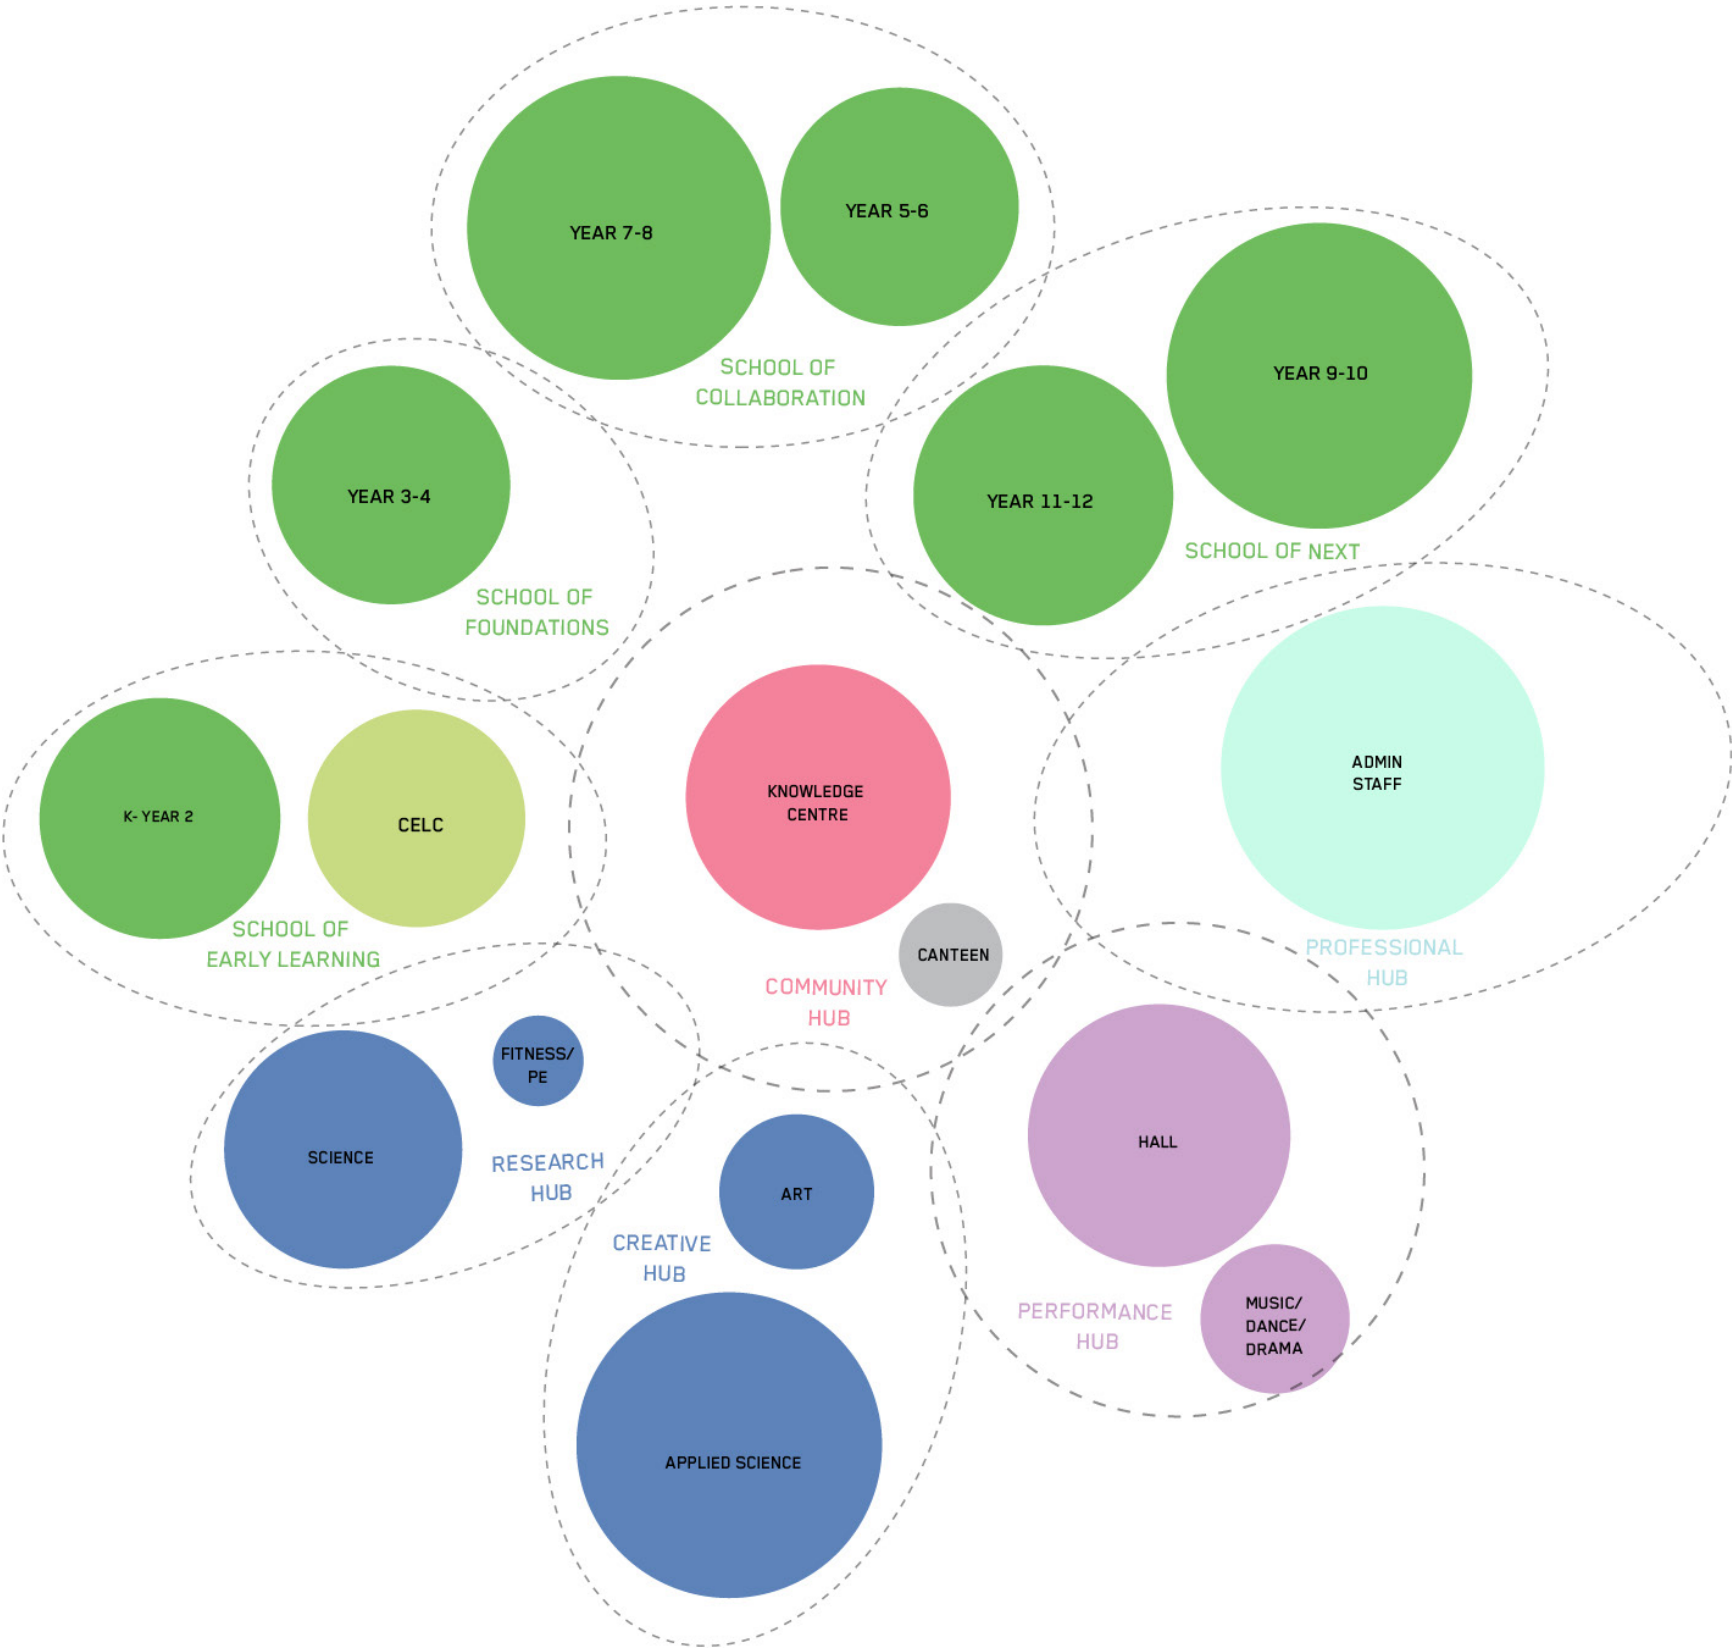 YEAR 7-8
YEAR 5-6
SCHOOL OF
COLLABORATION
YEAR 9-10
YEAR 11-12
SCHOOL OF NEXT
YEAR 3-4
SCHOOL OF
FOUNDATIONS
K- YEAR 2
CELC
SCHOOL OF
EARLY LEARNING
KNOWLEDGE
CENTRE
CANTEEN
COMMUNITY
HUB
ADMIN
STAFF
PROFESSIONAL
HUB
SCIENCE
FITNESS/
PE
RESEARCH
HUB
ART
CREATIVE
HUB
APPLIED SCIENCE
HALL
MUSIC/
DANCE/
DRAMA
PERFORMANCE
HUB